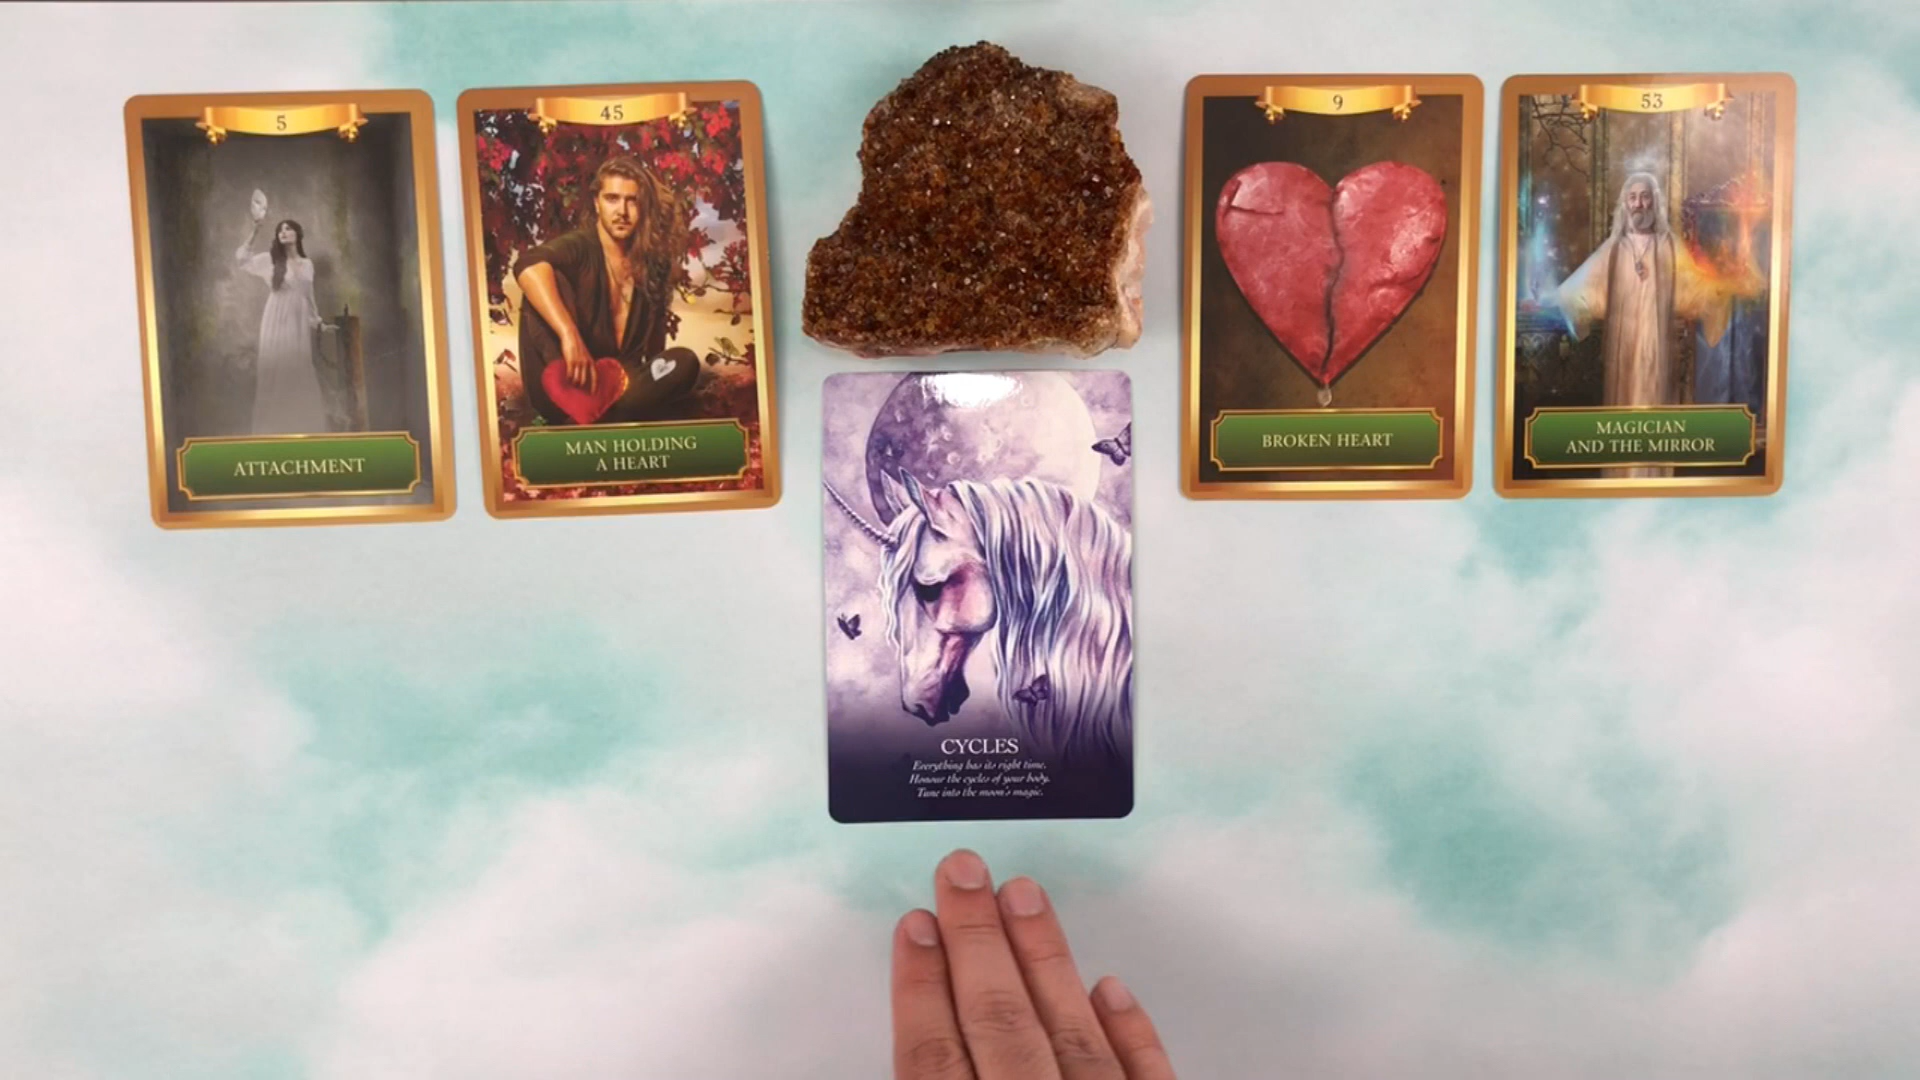 5
ATTACHMENT
45
MAN HOLDING
A HEART
9
BROKEN HEART
53
MAGICIAN
AND THE MIRROR
CYCLES
Everything has its right time.
Honour the cycles of your body.
Tune into the moon's magic.